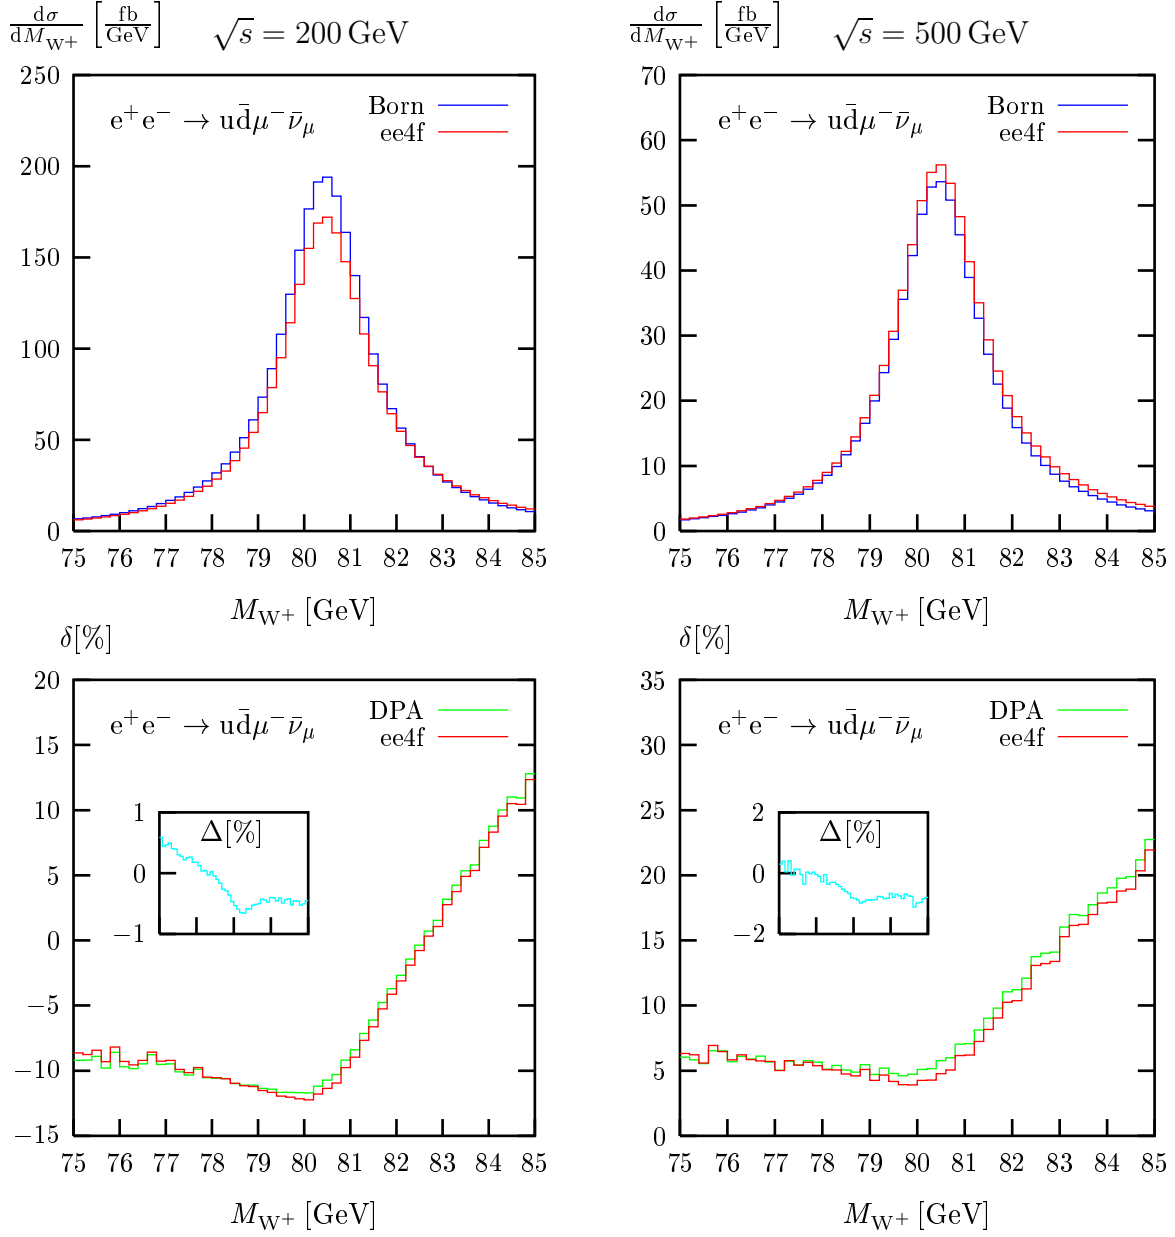 dσ/dM_W+ [fb/GeV] √s = 200 GeV
e⁺e⁻ → ud̄μ⁻ν̄_μ
Born
ee4f
250
200
150
100
50
0
75 76 77 78 79 80 81 82 83 84 85
M_W+ [GeV]
dσ/dM_W+ [fb/GeV] √s = 500 GeV
e⁺e⁻ → ud̄μ⁻ν̄_μ
Born
ee4f
70
60
50
40
30
20
10
0
75 76 77 78 79 80 81 82 83 84 85
M_W+ [GeV]
δ[%]
e⁺e⁻ → ud̄μ⁻ν̄_μ
DPA
ee4f
20
15
10
5
0
−5
−10
−15
Δ[%]
1
0
−1
75 76 77 78 79 80 81 82 83 84 85
M_W+ [GeV]
δ[%]
e⁺e⁻ → ud̄μ⁻ν̄_μ
DPA
ee4f
35
30
25
20
15
10
5
0
Δ[%]
2
0
−2
75 76 77 78 79 80 81 82 83 84 85
M_W+ [GeV]